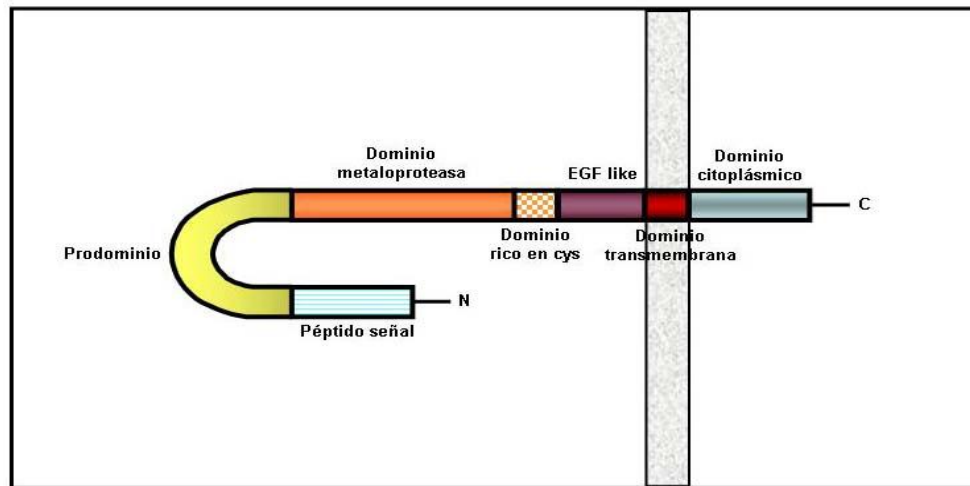 Dominio
metaloproteasa
EGF like
Dominio
citoplásmico
C
Dominio
rico en cys
Dominio
transmembrana
Prodominio
N
Péptido señal